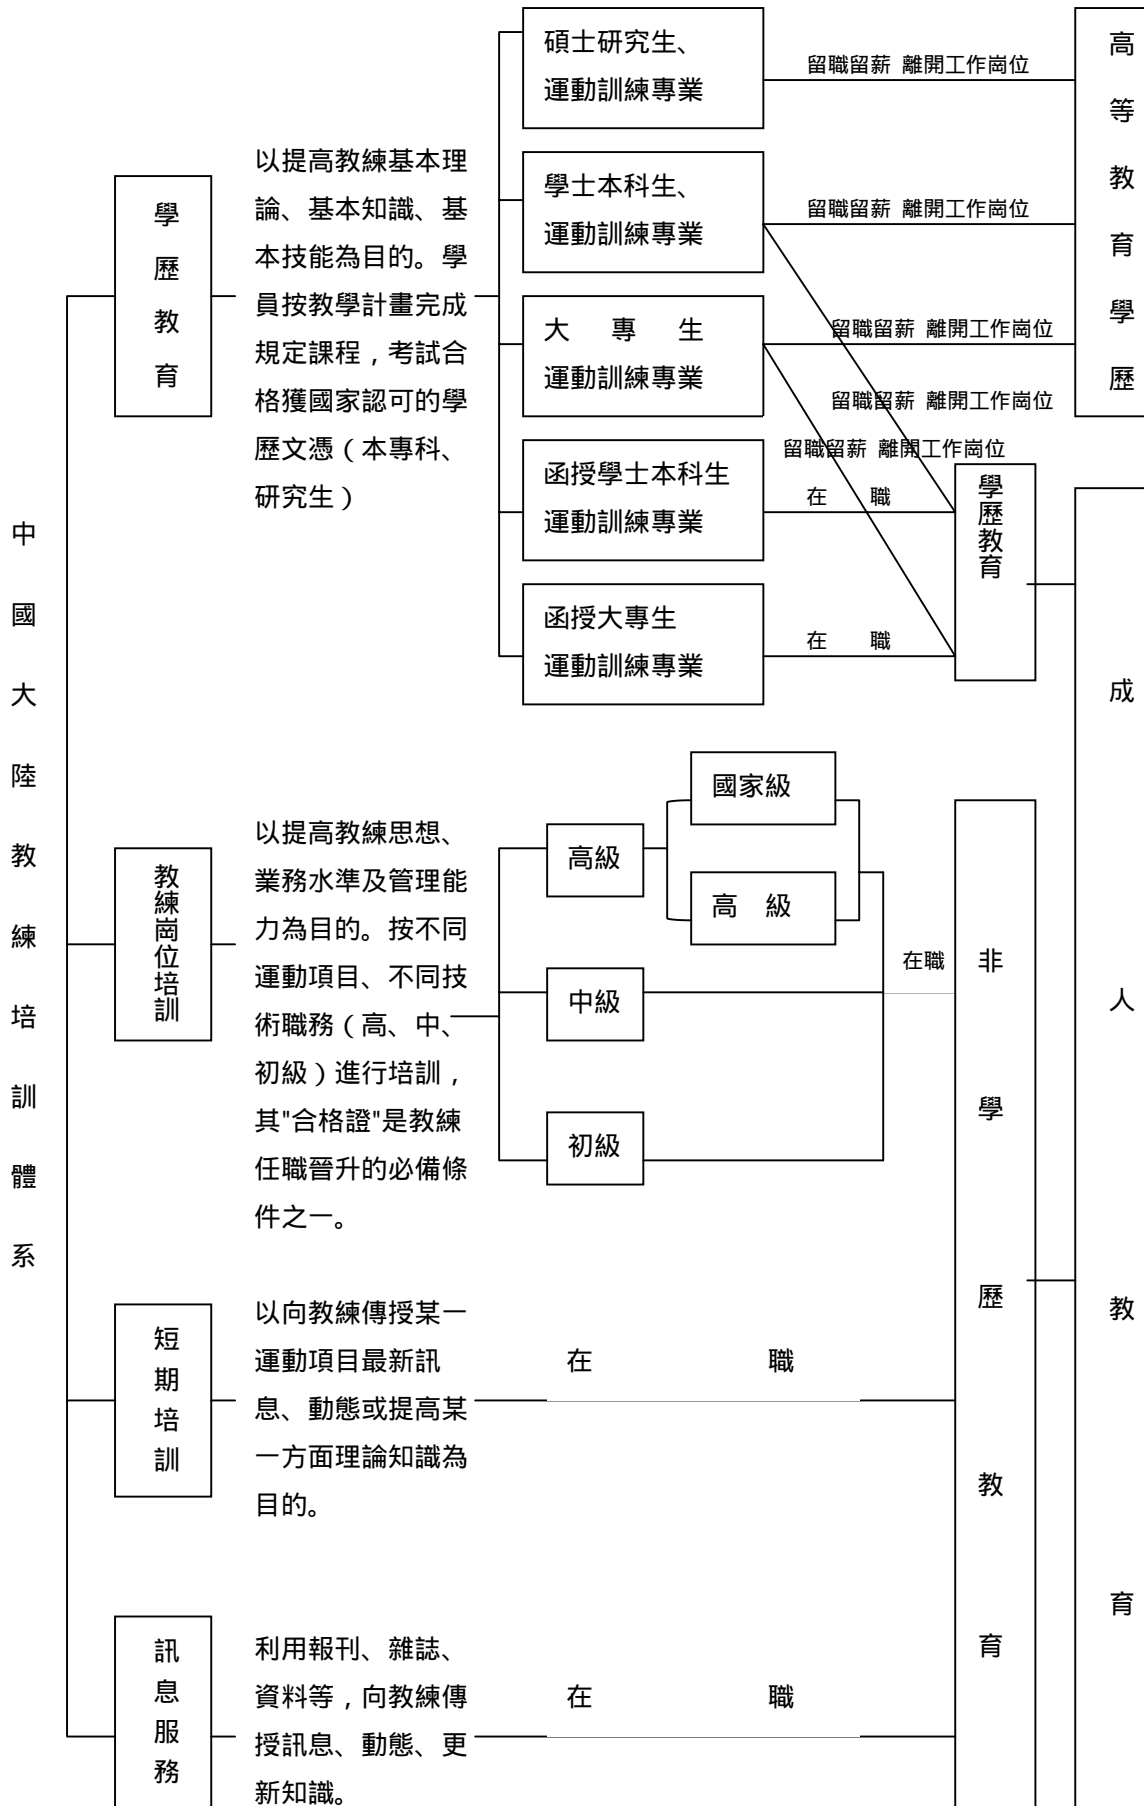 中國大陸教練培訓體系
學歷教育
以提高教練基本理
論、基本知識、基
本技能為目的。學
員按教學計畫完成
規定課程，考試合
格獲國家認可的學
歷文憑（本專科、
研究生）
碩士研究生、
運動訓練專業
留職留薪 離開工作崗位
學士本科生、
運動訓練專業
留職留薪 離開工作崗位
大 專 生
運動訓練專業
留職留薪 離開工作崗位
留職留薪 離開工作崗位
留職留薪 離開工作崗位
函授學士本科生
運動訓練專業
在 職
函授大專生
運動訓練專業
在 職
高等教育學歷
學歷教育
教練崗位培訓
以提高教練思想、
業務水準及管理能
力為目的。按不同
運動項目、不同技
術職務（高、中、
初級）進行培訓，
其"合格證"是教練
任職晉升的必備條
件之一。
高級
國家級
高 級
中級
初級
在職
短期培訓
以向教練傳授某一
運動項目最新訊
息、動態或提高某
一方面理論知識為
目的。
在 職
訊息服務
利用報刊、雜誌、
資料等，向教練傳
授訊息、動態、更
新知識。
在 職
非學歷教育
成人教育